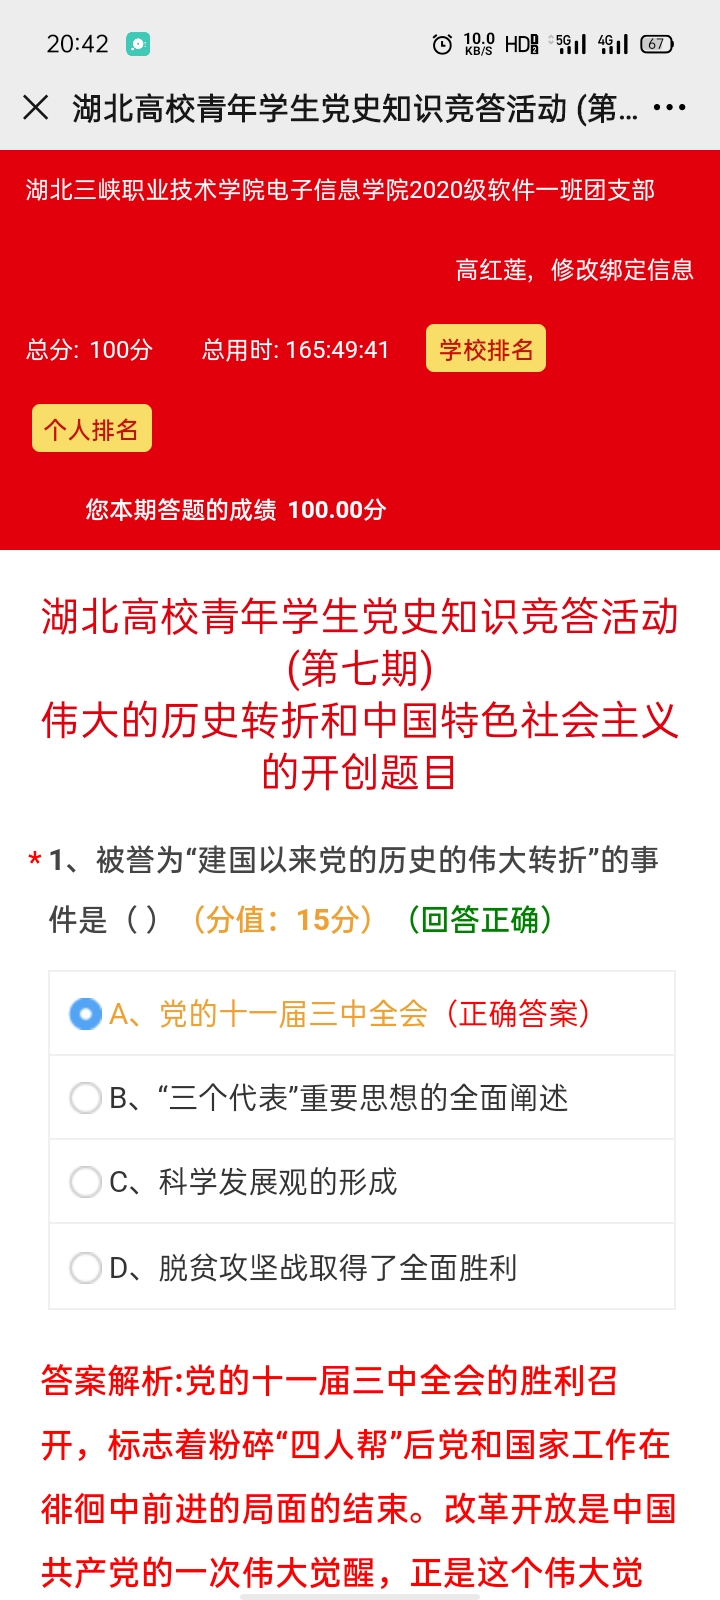 20:42
10.0
KB/S
HD
5G
4G
67
湖北高校青年学生党史知识竞答活动 (第...
湖北三峡职业技术学院电子信息学院2020级软件一班团支部
高红莲，修改绑定信息
总分: 100分 总用时: 165:49:41 学校排名
个人排名
您本期答题的成绩 100.00分
湖北高校青年学生党史知识竞答活动
(第七期)
伟大的历史转折和中国特色社会主义
的开创题目
* 1、被誉为“建国以来党的历史的伟大转折”的事
件是（ ）（分值：15分）（回答正确）
A、党的十一届三中全会（正确答案）
B、“三个代表”重要思想的全面阐述
C、科学发展观的形成
D、脱贫攻坚战取得了全面胜利
答案解析:党的十一届三中全会的胜利召
开，标志着粉碎“四人帮”后党和国家工作在
徘徊中前进的局面的结束。改革开放是中国
共产党的一次伟大觉醒，正是这个伟大觉